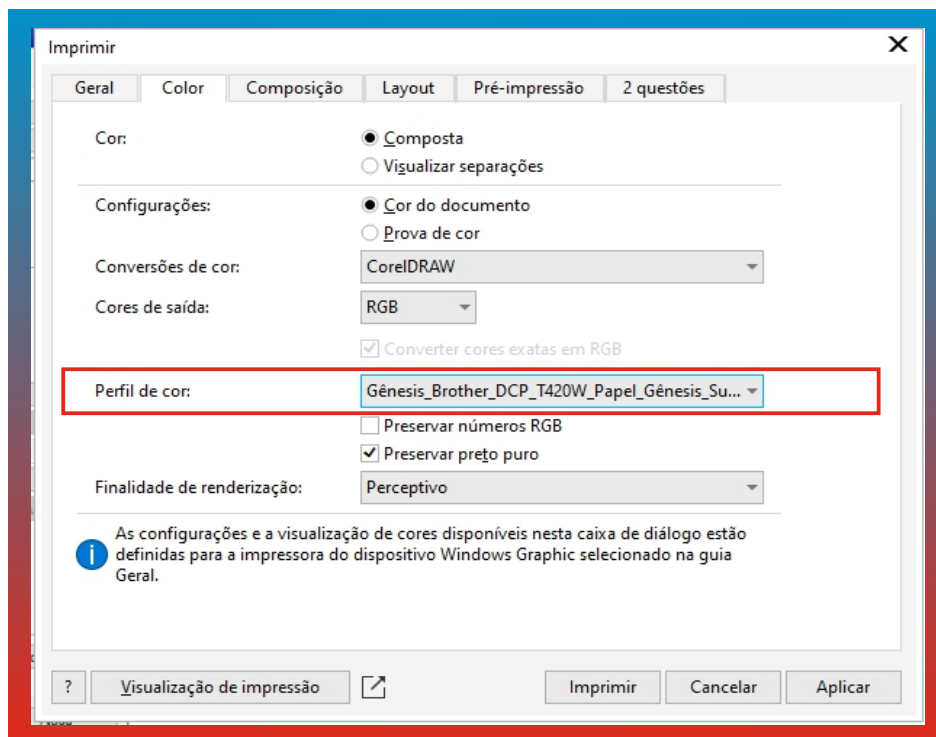 Imprimir
Geral Color Composição Layout Pré-impressão 2 questões
Cor: Composta
Visualizar separações
Configurações: Cor do documento
Prova de cor
Conversões de cor: CorelDRAW
Cores de saída: RGB
Converter cores exatas em RGB
Perfil de cor: Gênesis_Brother_DCP_T420W_Papel_Gênesis_Su...
Preservar números RGB
Preservar preto puro
Finalidade de renderização: Perceptivo
As configurações e a visualização de cores disponíveis nesta caixa de diálogo estão
definidas para a impressora do dispositivo Windows Graphic selecionado na guia
Geral.
? Visualização de impressão Imprimir Cancelar Aplicar